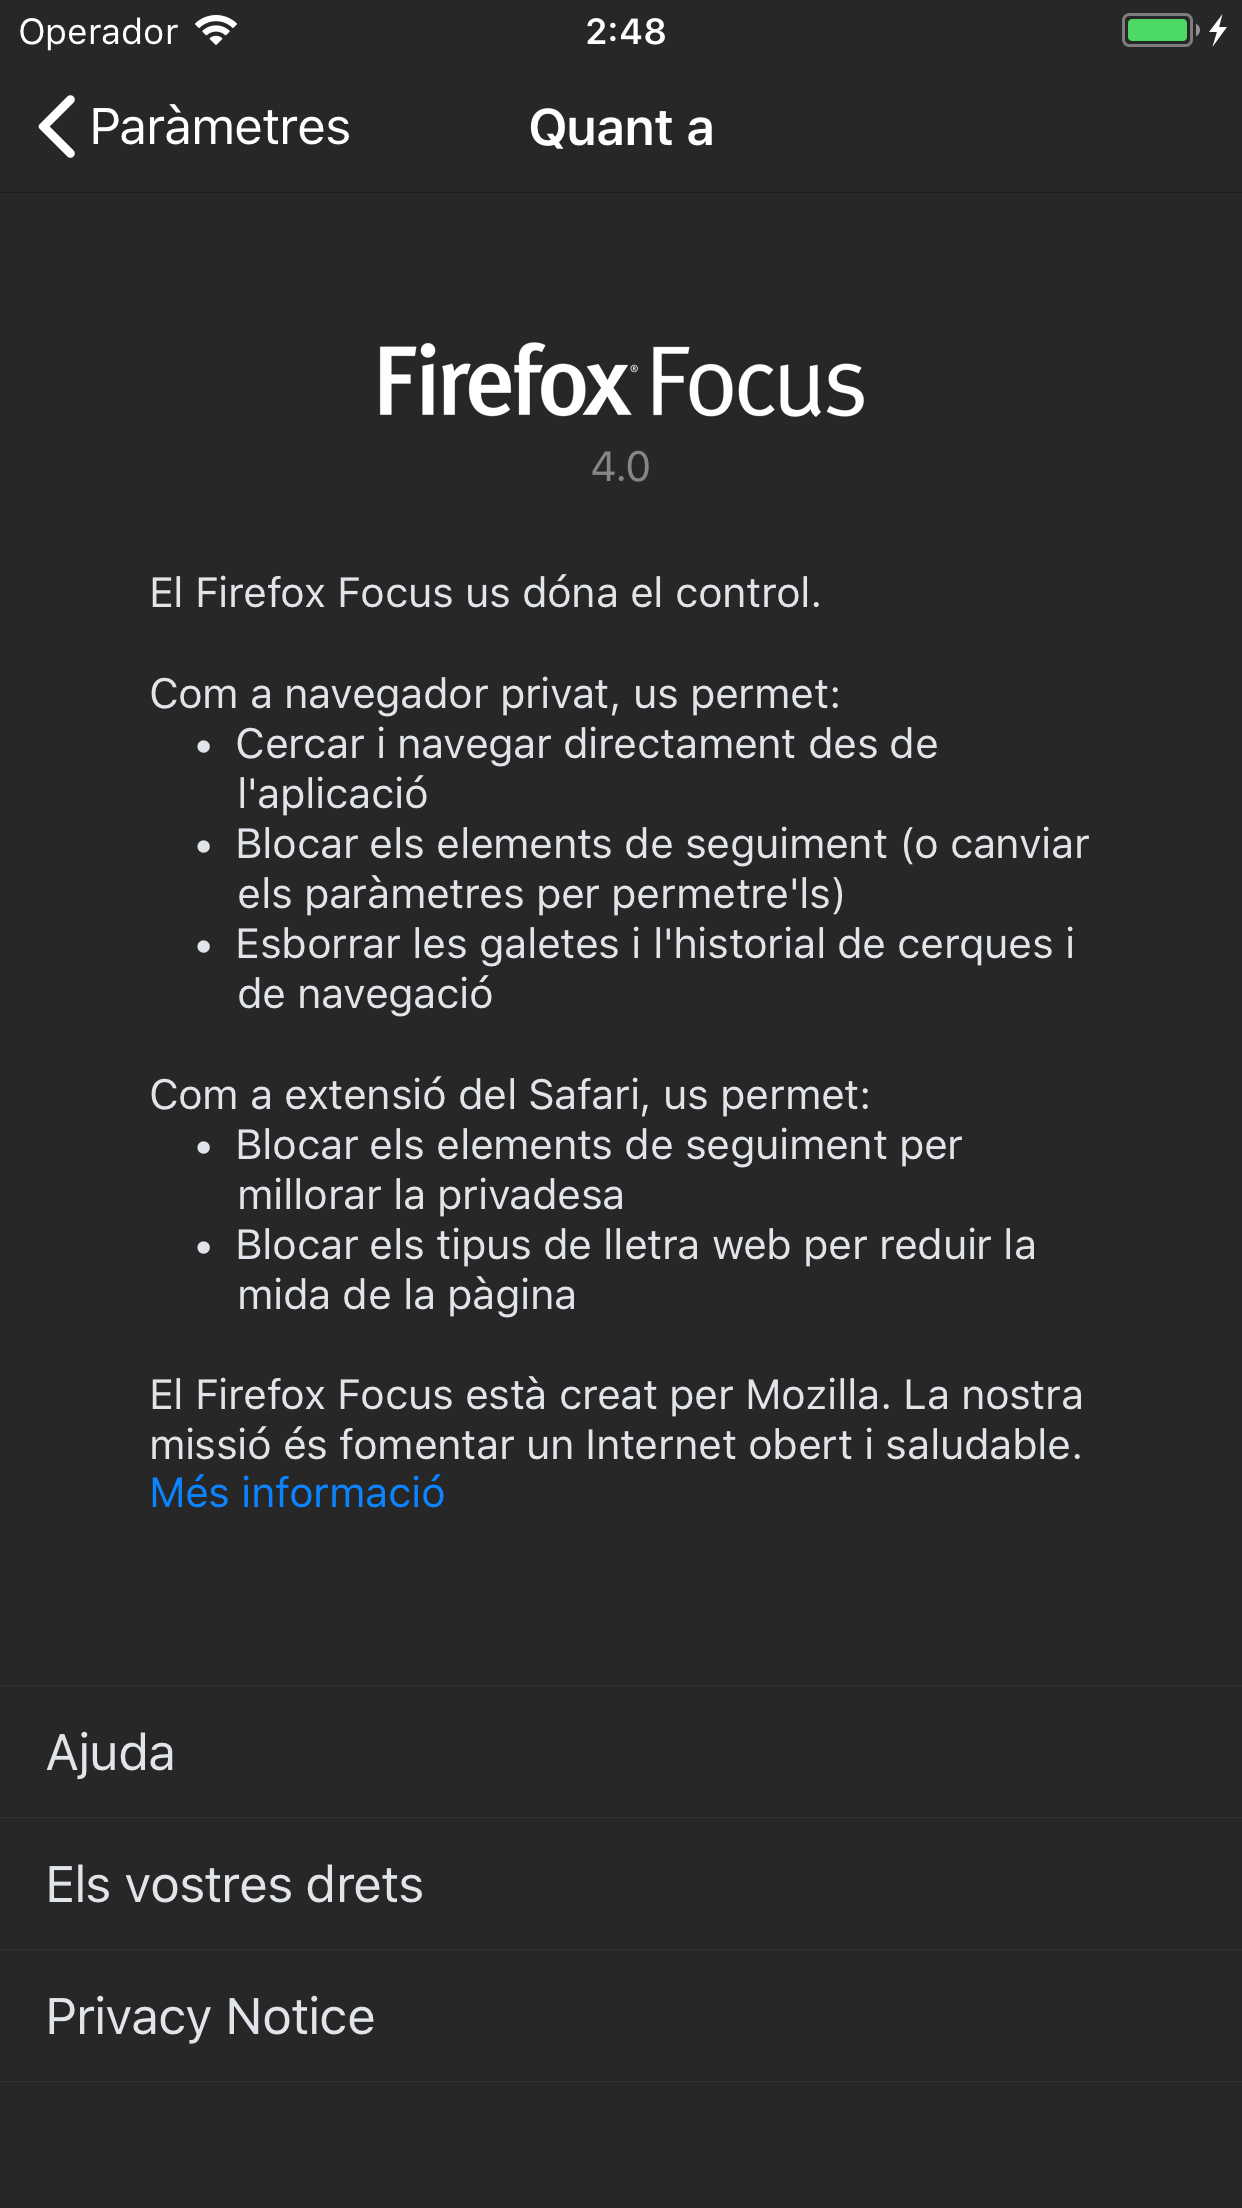 Operador 2:48
Paràmetres Quant a
Firefox® Focus
4.0
El Firefox Focus us dóna el control.
Com a navegador privat, us permet:
• Cercar i navegar directament des de
l'aplicació
• Blocar els elements de seguiment (o canviar
els paràmetres per permetre'ls)
• Esborrar les galetes i l'historial de cerques i
de navegació
Com a extensió del Safari, us permet:
• Blocar els elements de seguiment per
millorar la privadesa
• Blocar els tipus de lletra web per reduir la
mida de la pàgina
El Firefox Focus està creat per Mozilla. La nostra
missió és fomentar un Internet obert i saludable.
Més informació
Ajuda
Els vostres drets
Privacy Notice